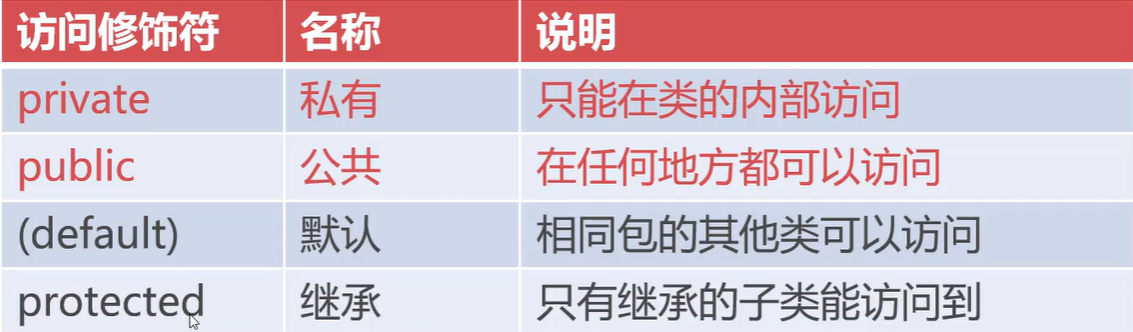 访问修饰符 名称 说明
private 私有 只能在类的内部访问
public 公共 在任何地方都可以访问
(default) 默认 相同包的其他类可以访问
protected 继承 只有继承的子类能访问到